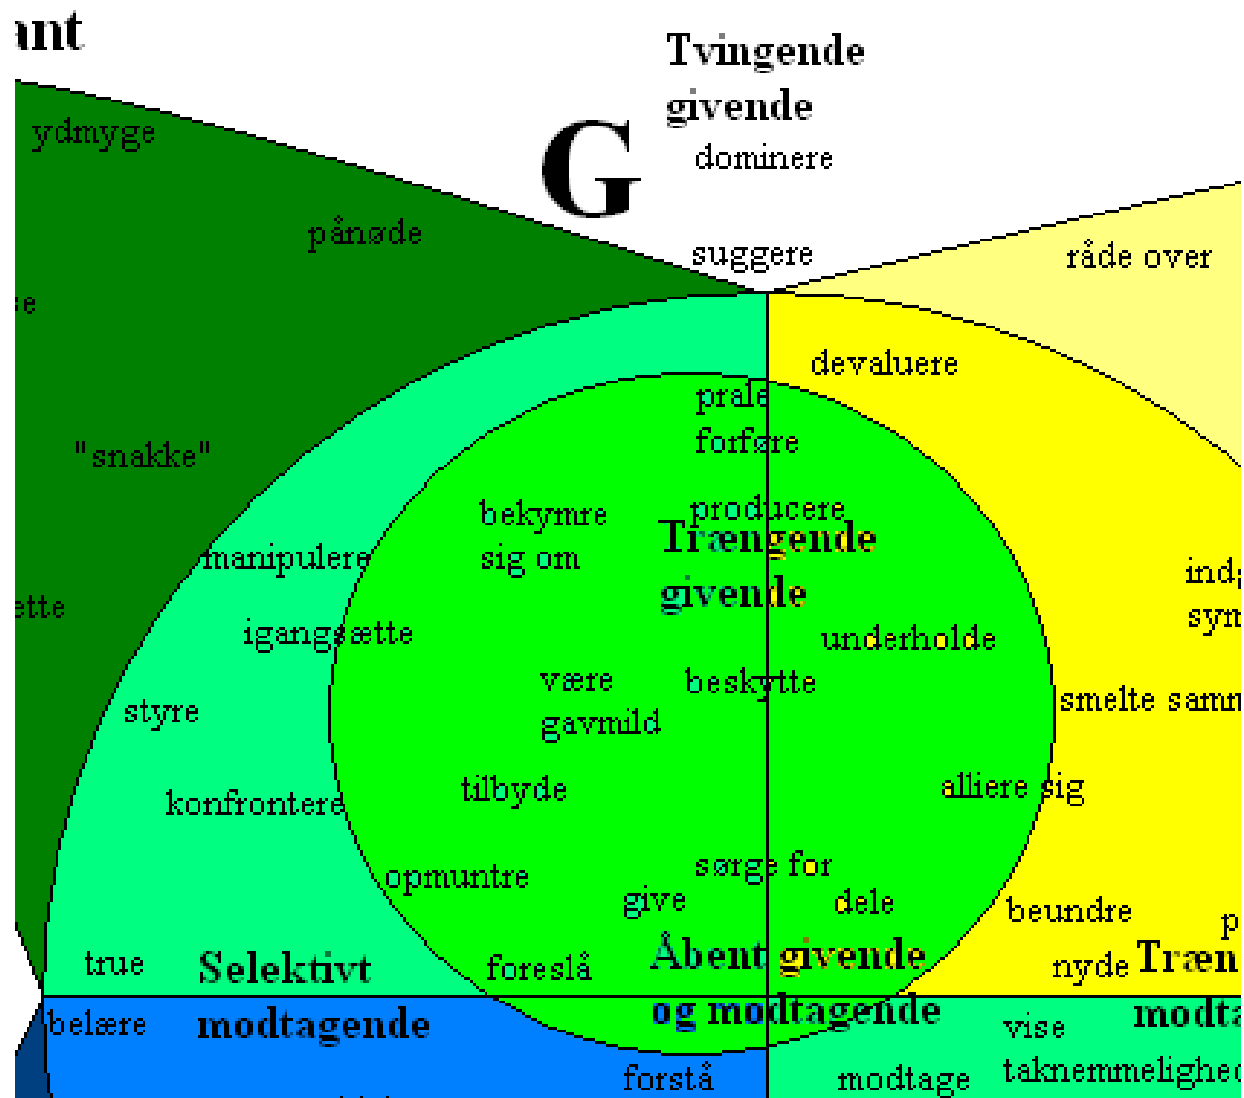 ant
Tvingende
givende
G
dominere
ydmyge
pånøde
suggere
råde over
devaluere
prale
forføre
"snakke"
bekymre
sig om
producere
Trængende
givende
manipulere
igangsætte
underholde
være
gavmild
beskytte
styre
smelte samm
tilbyde
alliere sig
konfrontere
opmuntre
sørge for
give
dele
beundre
true
Selektivt
modtagende
foreslå
Åbent givende
og modtagende
nyde
Træn
modta
belære
vise
taknemmelighed
forstå
modtage
ette
sym